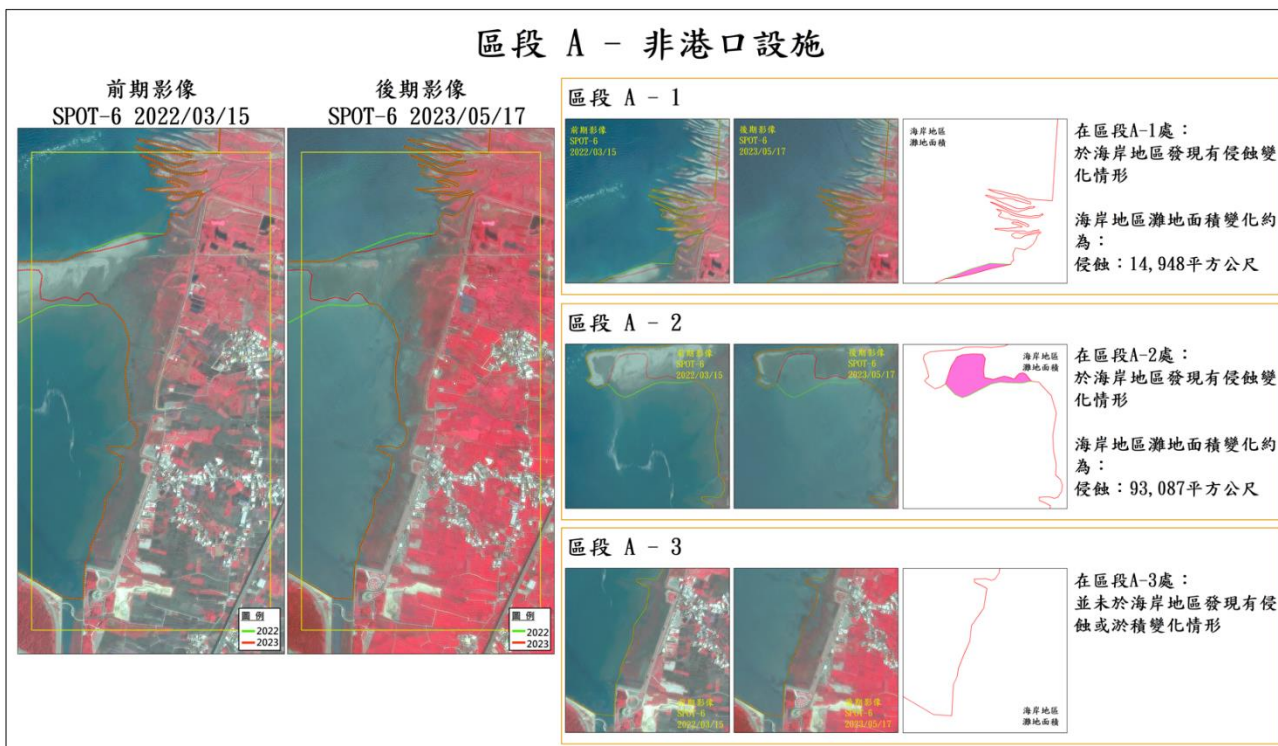 區段 A - 非港口設施
前期影像
SPOT-6 2022/03/15
後期影像
SPOT-6 2023/05/17
圖 例
2022
2023
圖 例
2022
2023
區段 A - 1
前期影像
SPOT-6
2022/03/15
後期影像
SPOT-6
2023/05/17
海岸地區
灘地面積
在區段A-1處：
於海岸地區發現有侵蝕變
化情形
海岸地區灘地面積變化約
為：
侵蝕：14,948平方公尺
區段 A - 2
前期影像
SPOT-6
2022/03/15
後期影像
SPOT-6
2023/05/17
海岸地區
灘地面積
在區段A-2處：
於海岸地區發現有侵蝕變
化情形
海岸地區灘地面積變化約
為：
侵蝕：93,087平方公尺
區段 A - 3
前期影像
SPOT-6
2022/03/15
後期影像
SPOT-6
2023/05/17
海岸地區
灘地面積
在區段A-3處：
並未於海岸地區發現有侵
蝕或淤積變化情形